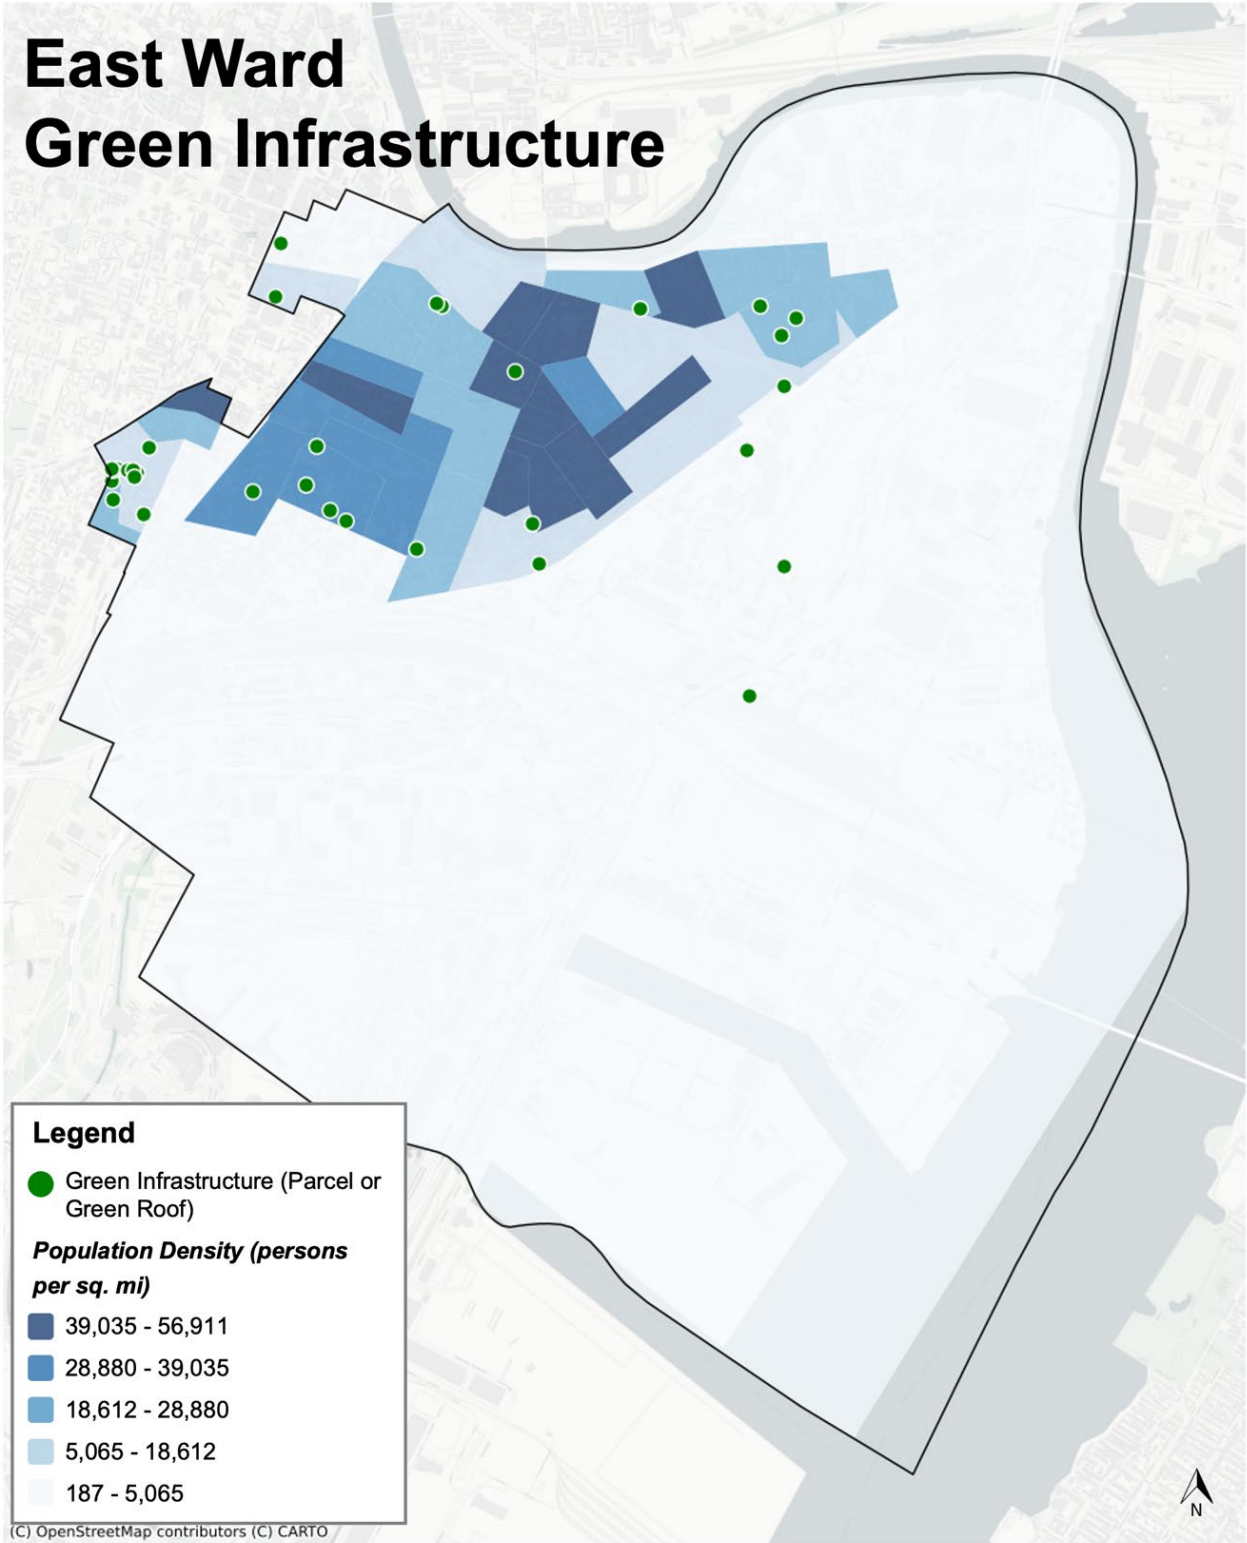 East Ward
Green Infrastructure
Legend
Green Infrastructure (Parcel or
Green Roof)
Population Density (persons
per sq. mi)
39,035 - 56,911
28,880 - 39,035
18,612 - 28,880
5,065 - 18,612
187 - 5,065
N
(C) OpenStreetMap contributors (C) CARTO